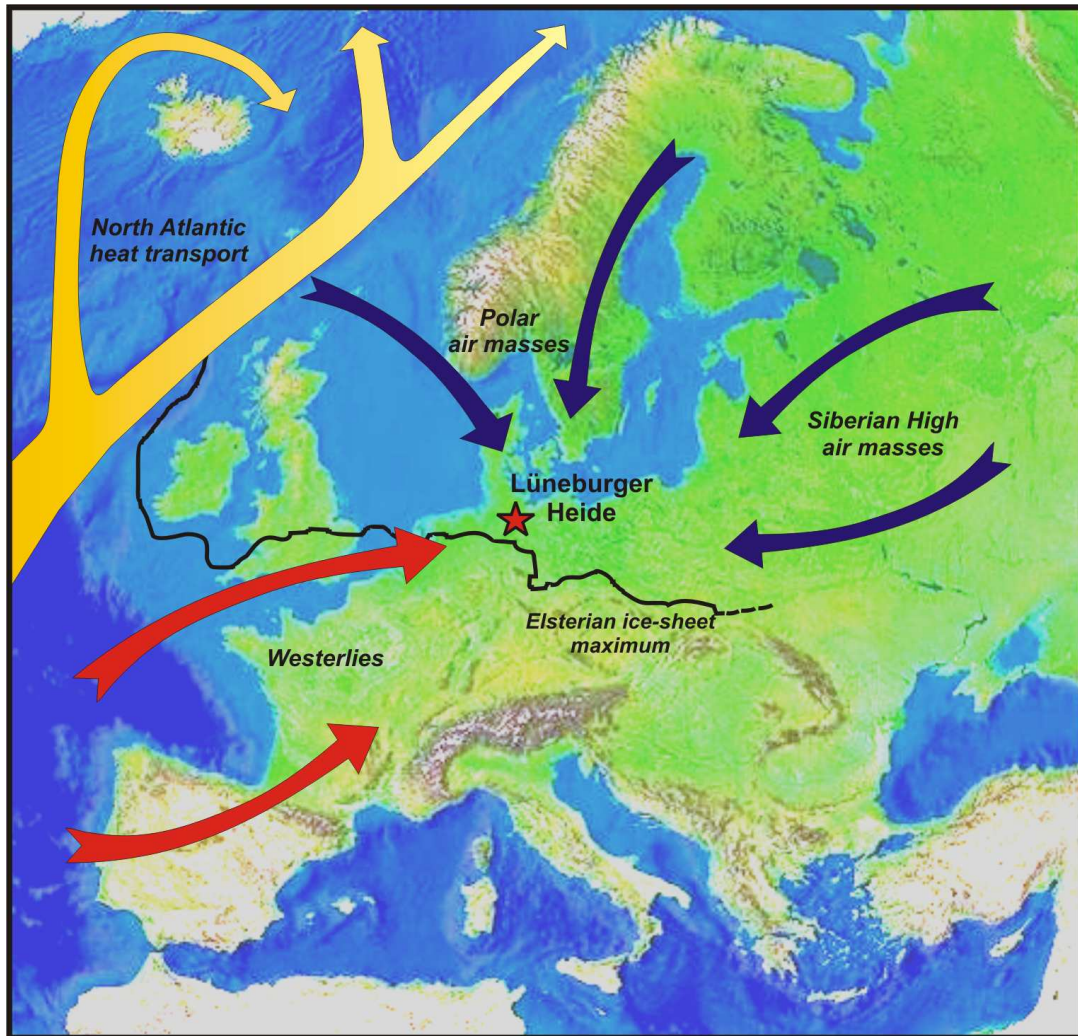 North Atlantic
heat transport
Polar
air masses
Siberian High
air masses
Lüneburger
Heide
Elsterian ice-sheet
maximum
Westerlies